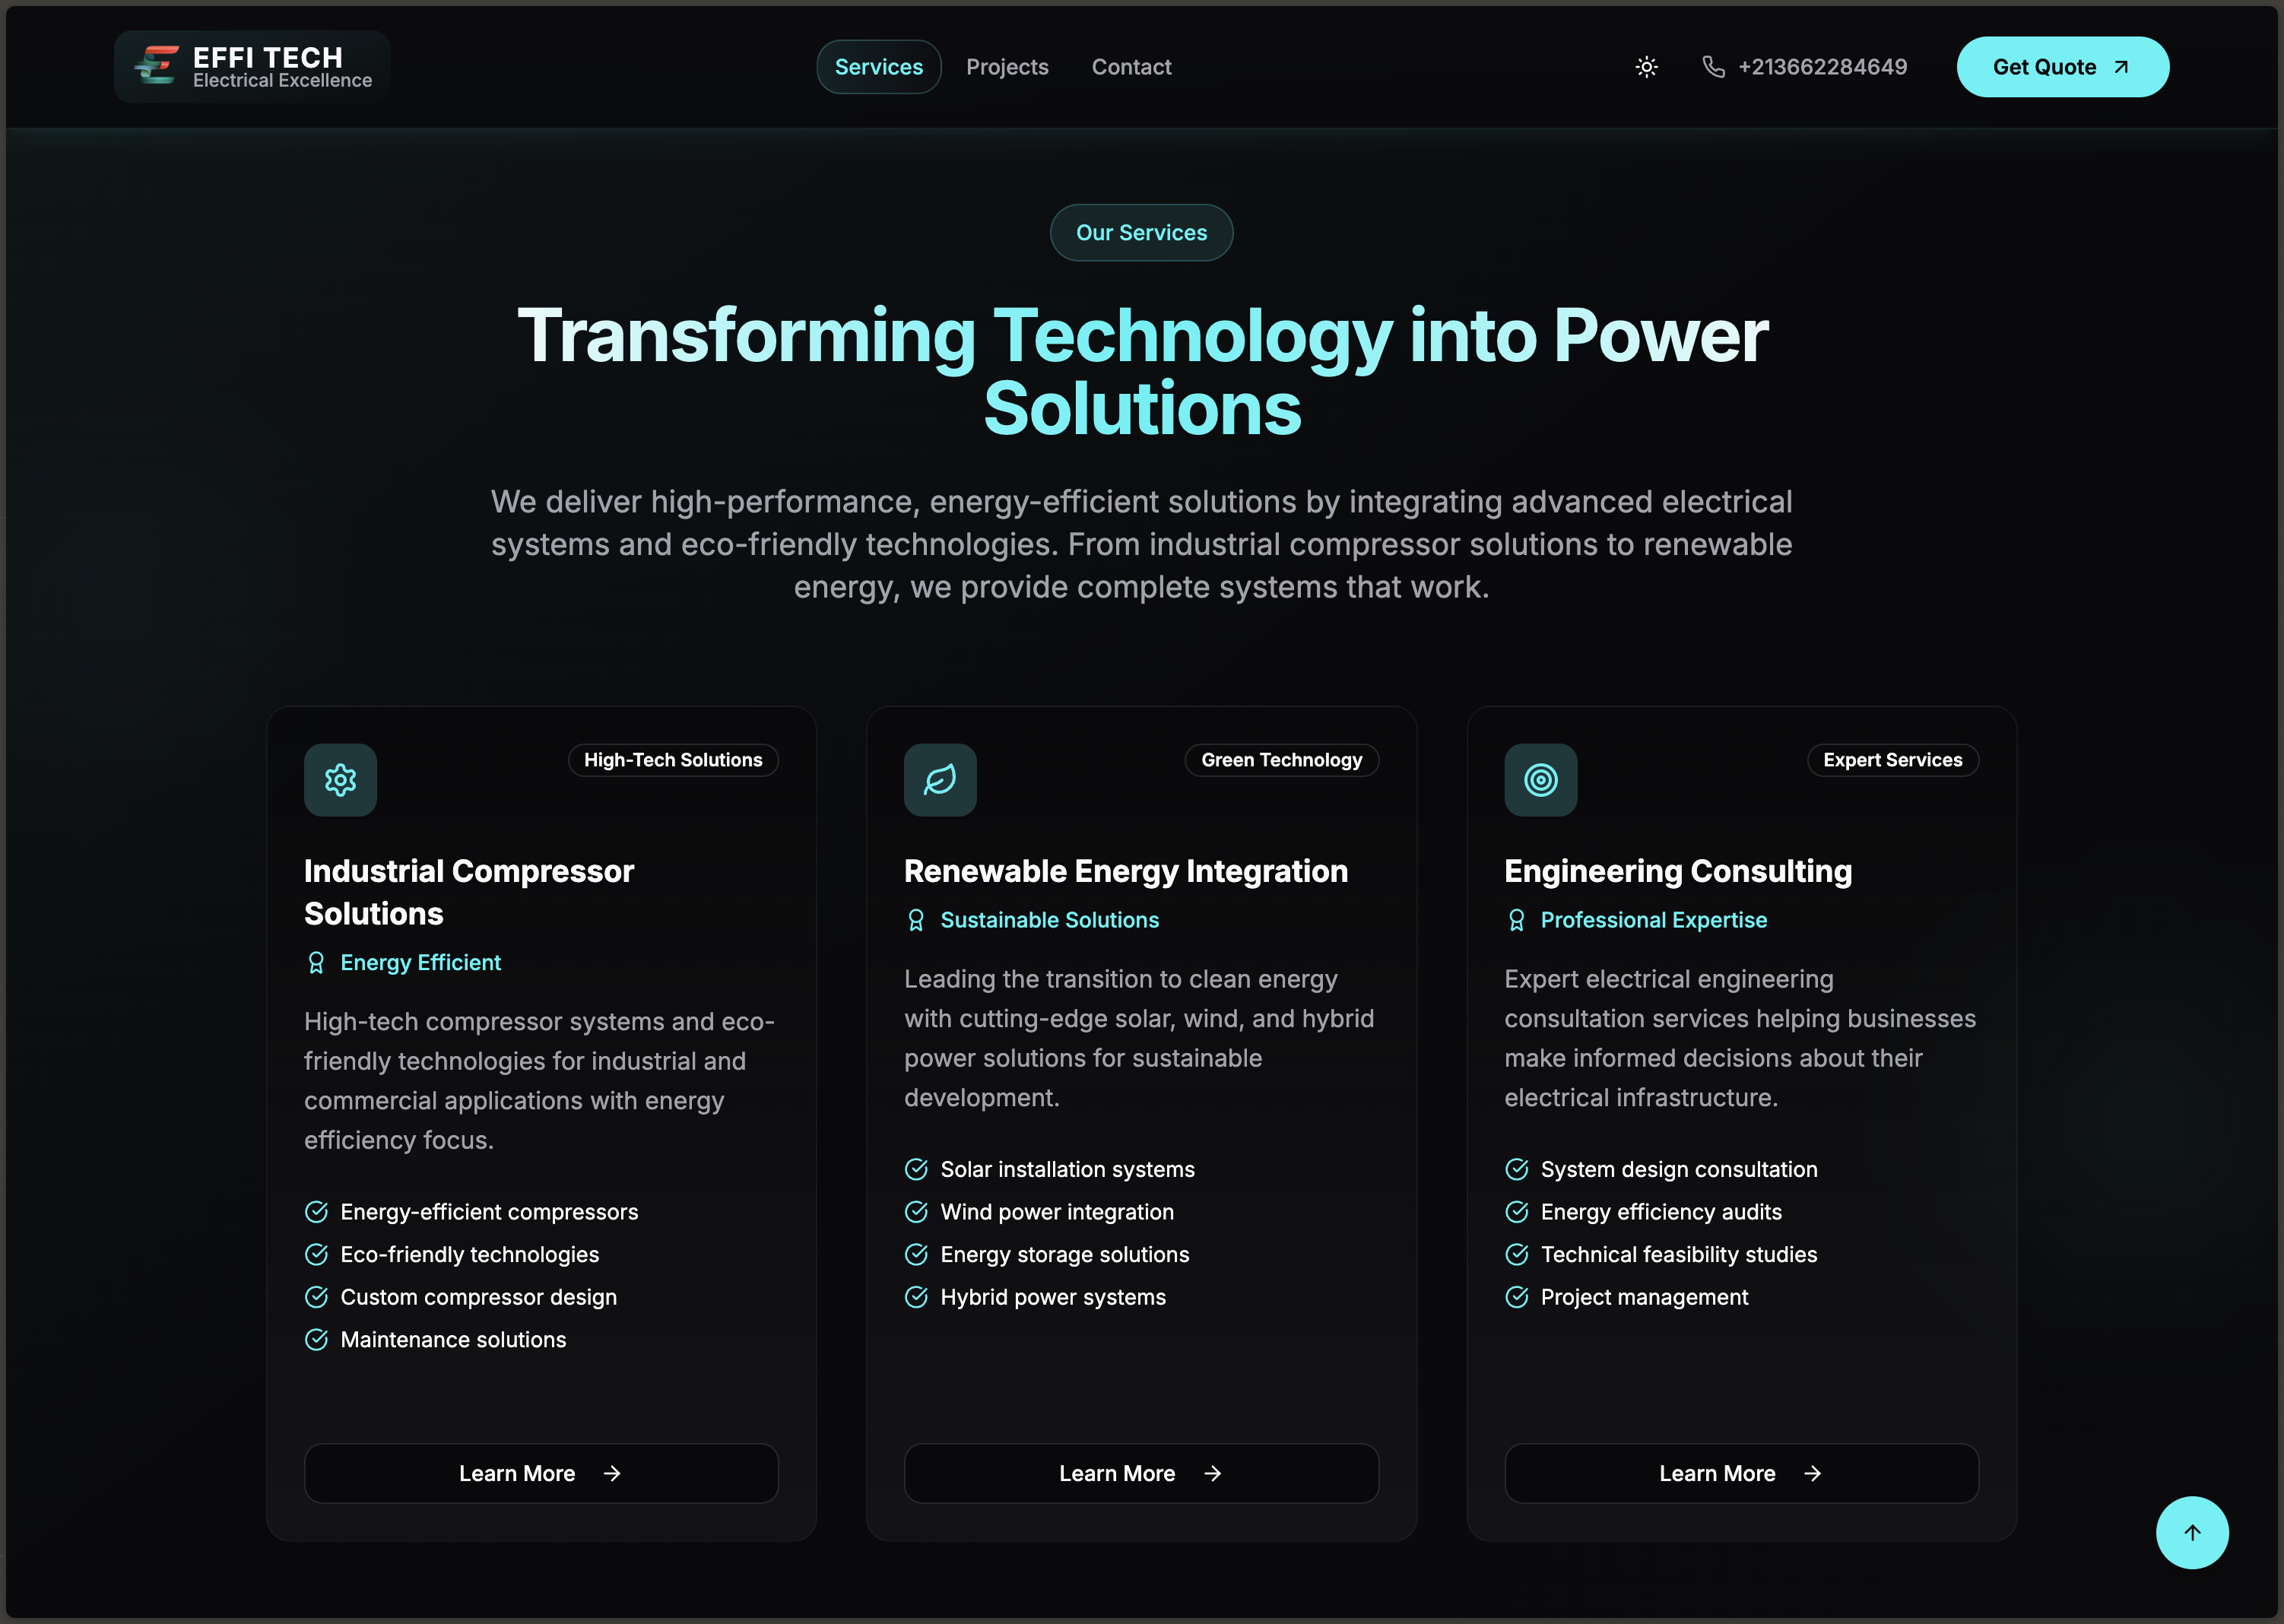 EFFI TECH
Electrical Excellence
Services
Projects
Contact
+213662284649
Get Quote
Our Services
Transforming Technology into Power
Solutions
We deliver high-performance, energy-efficient solutions by integrating advanced electrical
systems and eco-friendly technologies. From industrial compressor solutions to renewable
energy, we provide complete systems that work.
High-Tech Solutions
Industrial Compressor
Solutions
Energy Efficient
High-tech compressor systems and eco-
friendly technologies for industrial and
commercial applications with energy
efficiency focus.
Energy-efficient compressors
Eco-friendly technologies
Custom compressor design
Maintenance solutions
Learn More
Green Technology
Renewable Energy Integration
Sustainable Solutions
Leading the transition to clean energy
with cutting-edge solar, wind, and hybrid
power solutions for sustainable
development.
Solar installation systems
Wind power integration
Energy storage solutions
Hybrid power systems
Learn More
Expert Services
Engineering Consulting
Professional Expertise
Expert electrical engineering
consultation services helping businesses
make informed decisions about their
electrical infrastructure.
System design consultation
Energy efficiency audits
Technical feasibility studies
Project management
Learn More